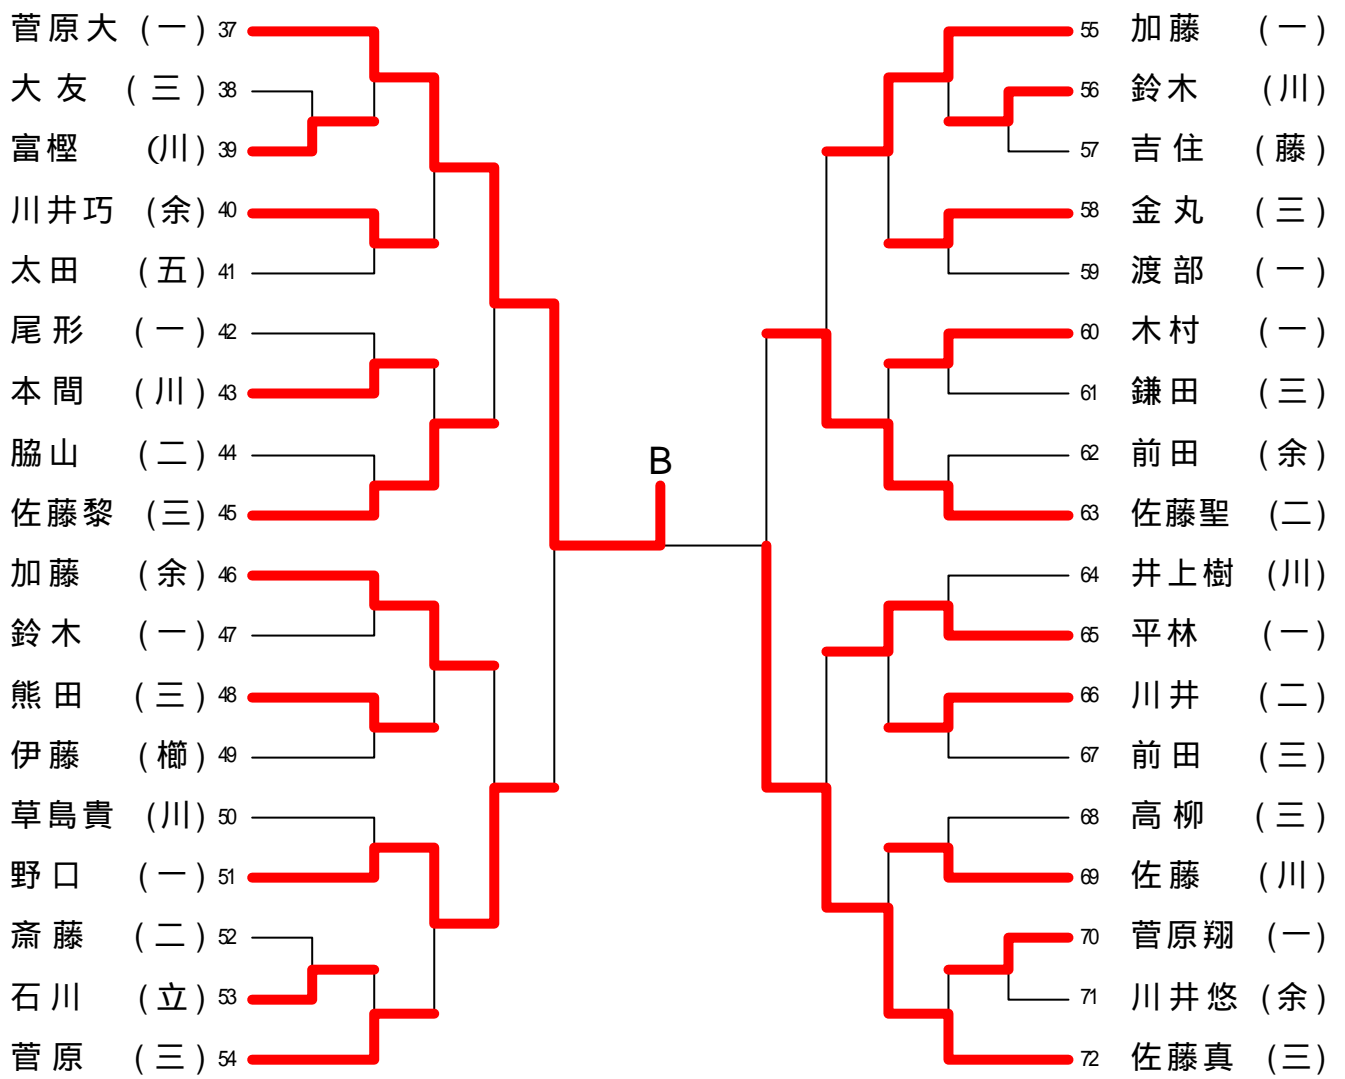 菅原大 (一) 37
大友 (三) 38
富樫 (川) 39
川井巧 (余) 40
太田 (五) 41
尾形 (一) 42
本間 (川) 43
脇山 (二) 44
佐藤黎 (三) 45
加藤 (余) 46
鈴木 (一) 47
熊田 (三) 48
伊藤 (櫛) 49
草島貴 (川) 50
野口 (一) 51
斎藤 (二) 52
石川 (立) 53
菅原 (三) 54
B
55 加藤 (一)
56 鈴木 (川)
57 吉住 (藤)
58 金丸 (三)
59 渡部 (一)
60 木村 (一)
61 鎌田 (三)
62 前田 (余)
63 佐藤聖 (二)
64 井上樹 (川)
65 平林 (一)
66 川井 (二)
67 前田 (三)
68 高柳 (三)
69 佐藤 (川)
70 菅原翔 (一)
71 川井悠 (余)
72 佐藤真 (三)